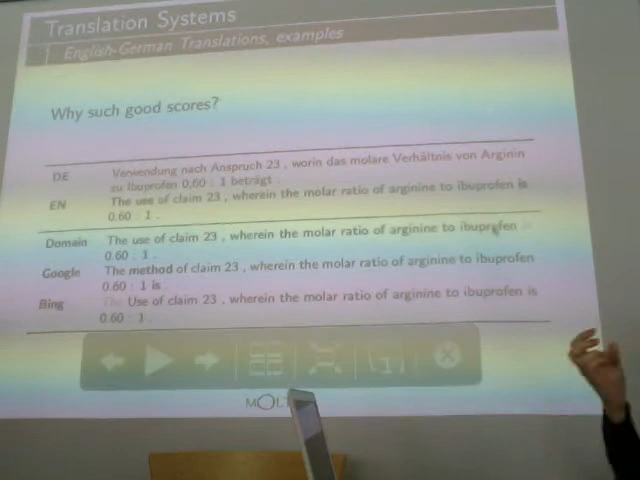 Translation Systems
English-German Translations, examples
Why such good scores?
DE Verwendung nach Anspruch 23 , worin das molare Verhältnis von Arginin
zu Ibuprofen 0,60 : 1 beträgt .
EN The use of claim 23 , wherein the molar ratio of arginine to ibuprofen is
0.60 : 1 .
Domain The use of claim 23 , wherein the molar ratio of arginine to ibuprofen is
0.60 : 1 .
Google The method of claim 23 , wherein the molar ratio of arginine to ibuprofen
0.60 : 1 is .
Bing The Use of claim 23 , wherein the molar ratio of arginine to ibuprofen is
0.60 : 1 .